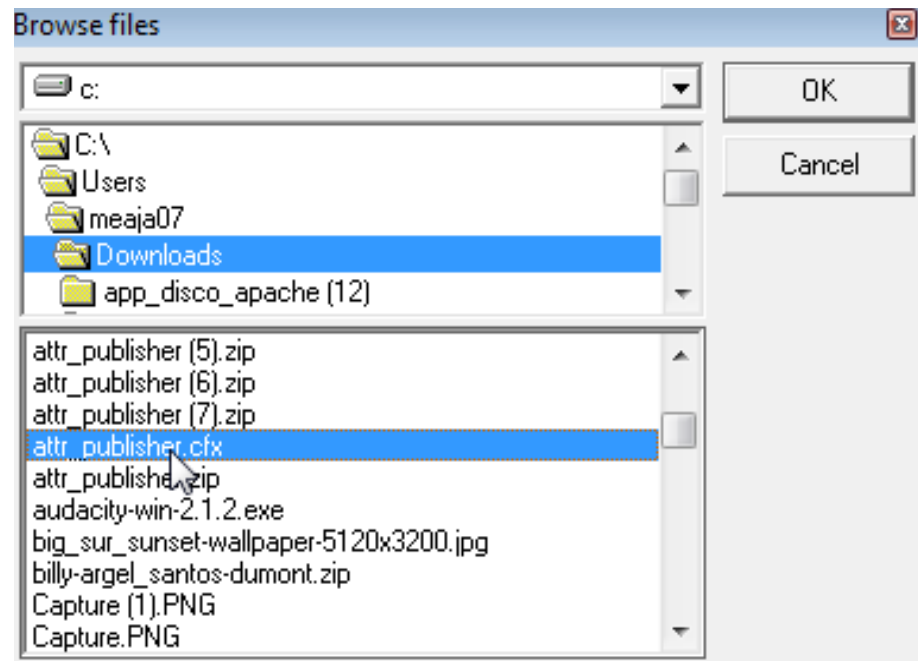 Browse files
c:
OK
C:\
Users
Cancel
meaja07
Downloads
app_disco_apache (12)
attr_publisher (5).zip
attr_publisher (6).zip
attr_publisher (7).zip
attr_publisher.cfx
attr_publisher.zip
audacity-win-2.1.2.exe
big_sur_sunset-wallpaper-5120x3200.jpg
billy-argel_santos-dumont.zip
Capture (1).PNG
Capture.PNG